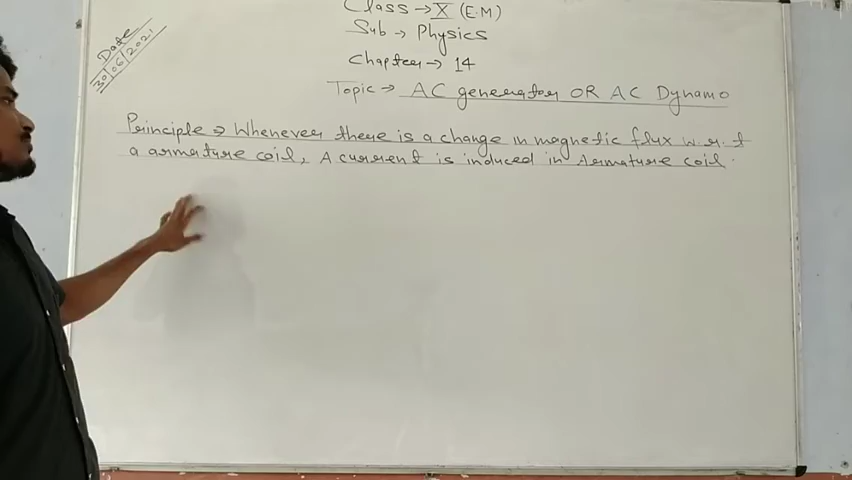 Date
30/06/2021
Class → X (E.M)
Sub → Physics
Chapter → 14
Topic → AC generator OR AC Dynamo
Principle → Whenever there is a change in magnetic flux w.r.t
a armature coil, A current is induced in Armature coil.